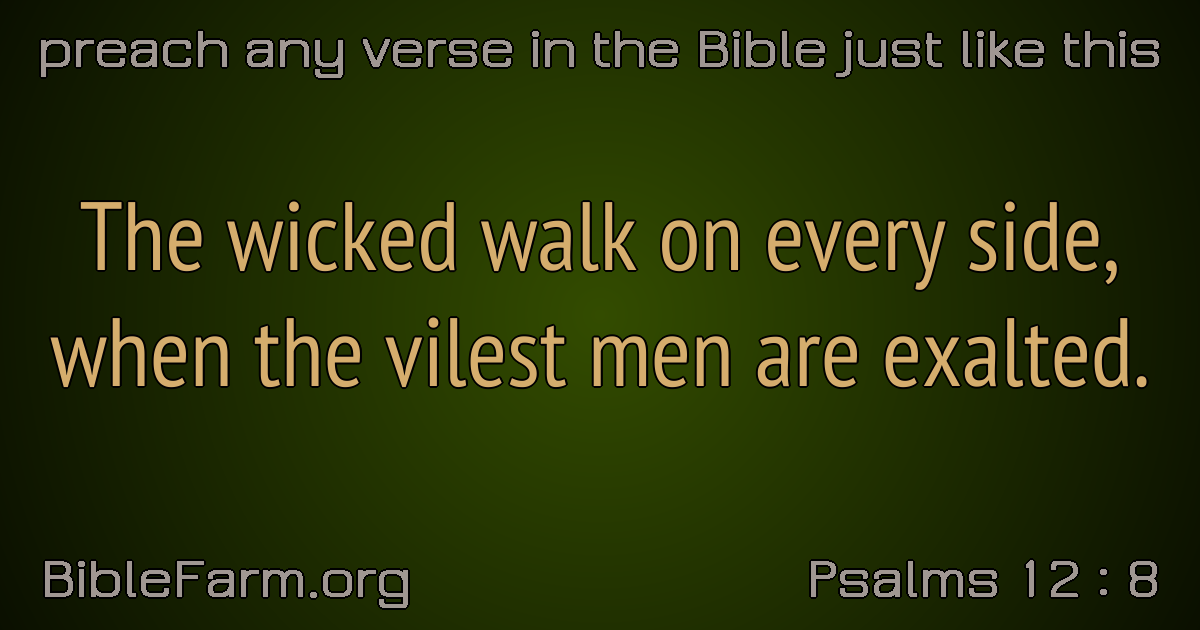 preach any verse in the Bible just like this
The wicked walk on every side,
when the vilest men are exalted.
BibleFarm.org
Psalms 12 : 8